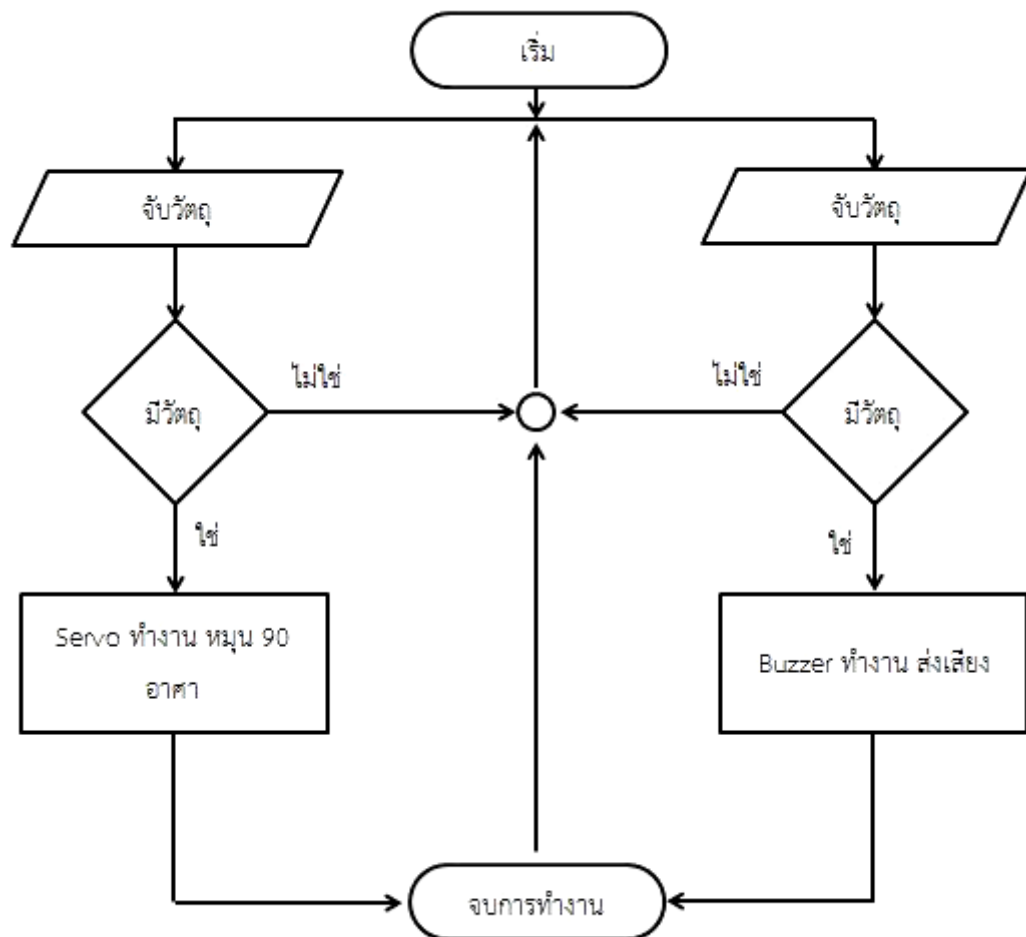 เริ่ม
จับวัตถุ
จับวัตถุ
มีวัตถุ
ไม่ใช่
ไม่ใช่
มีวัตถุ
ใช่
ใช่
Servo ทำงาน หมุน 90
อาศา
Buzzer ทำงาน ส่งเสียง
จบการทำงาน